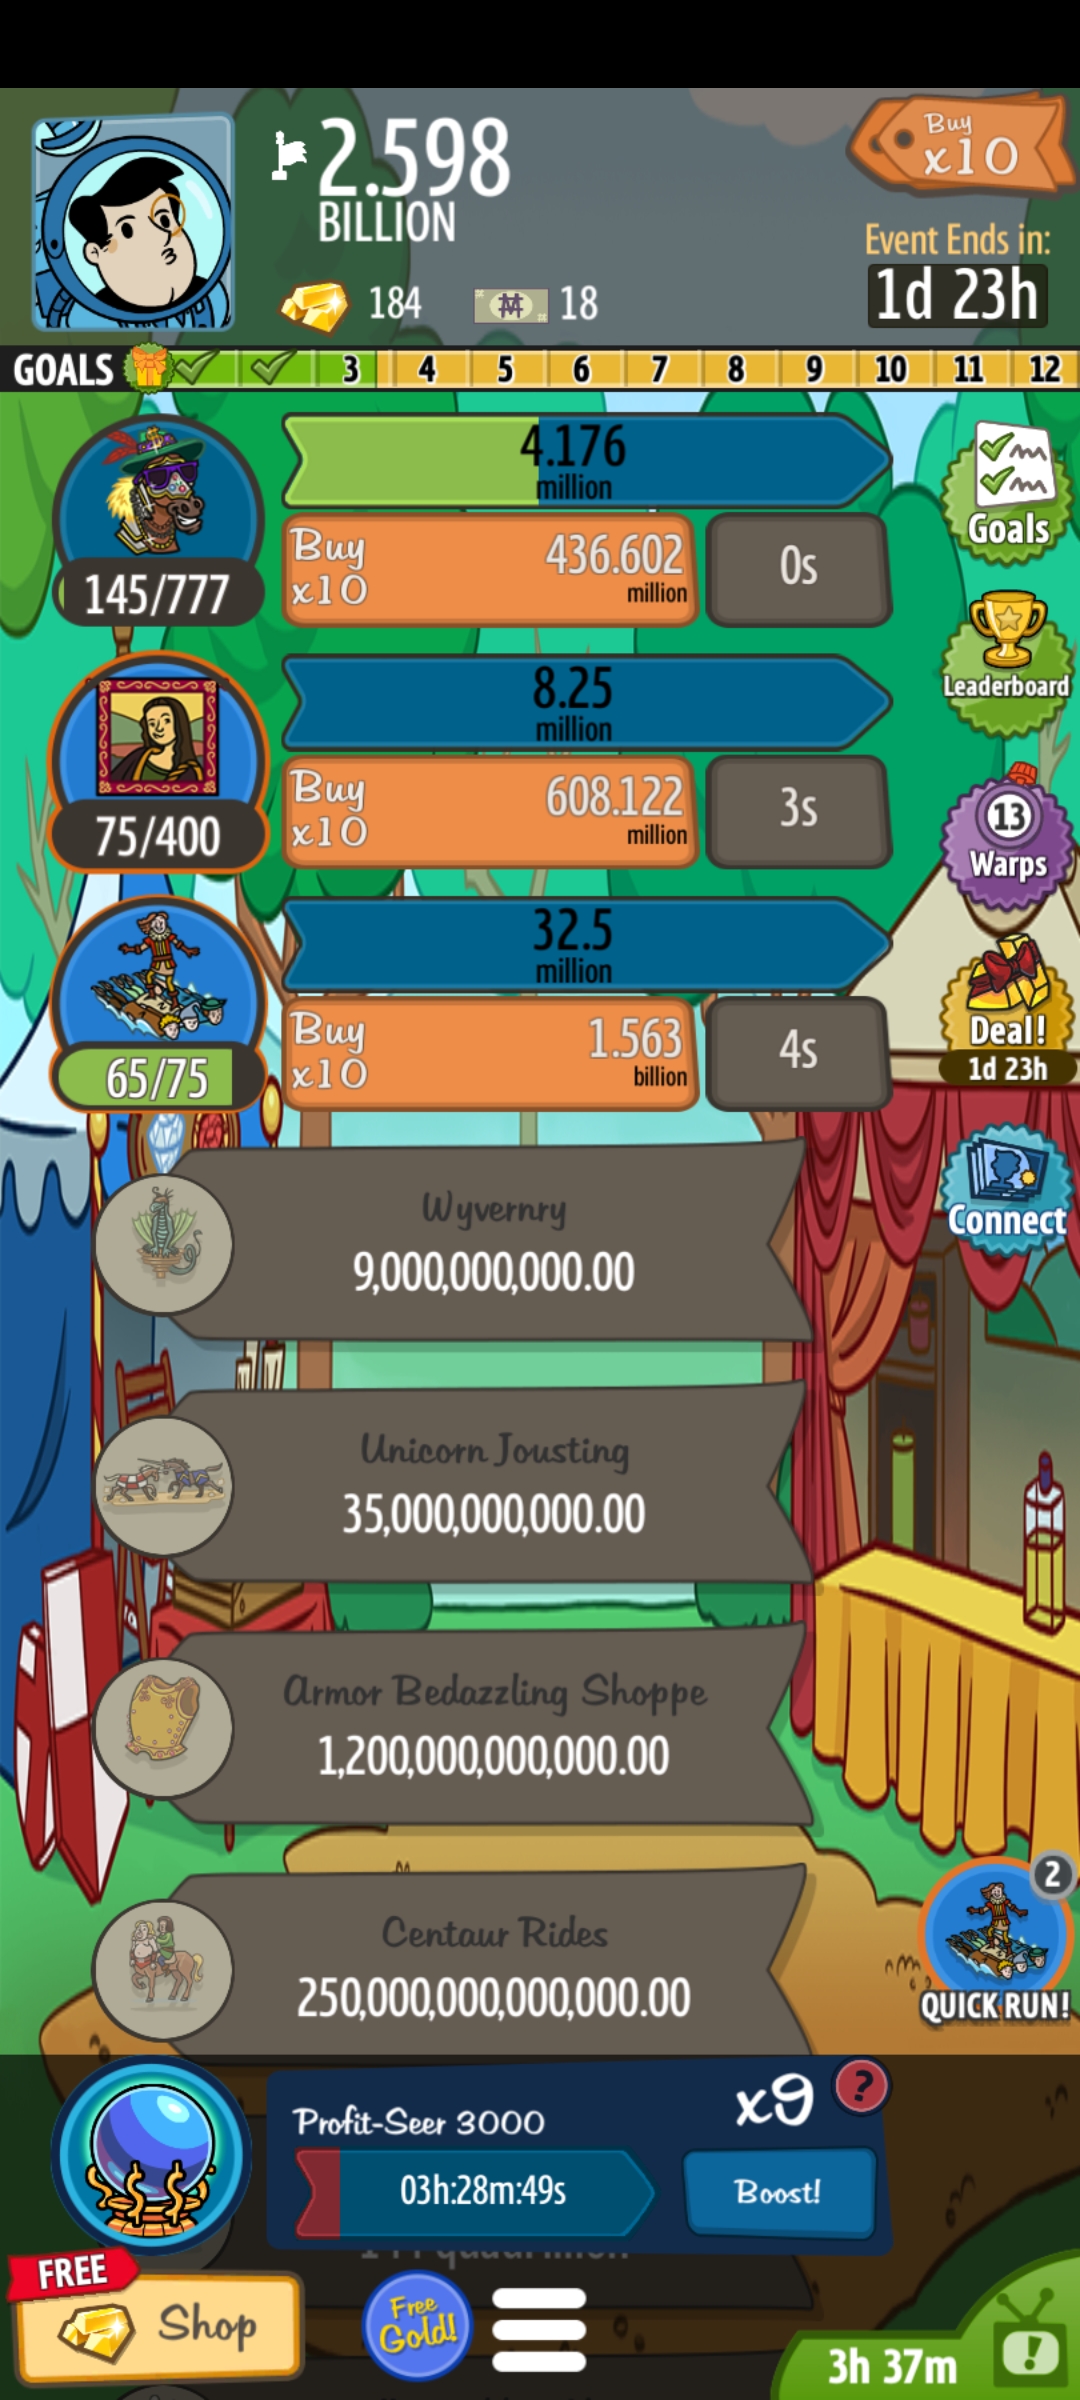 2.598
BILLION
Buy
x10
184
18
Event Ends in:
1d 23h
GOALS 3 4 5 6 7 8 9 10 11 12
4.176
million
Buy
x10
436.602
million
0s
145/777
Goals
8.25
million
Buy
x10
608.122
million
3s
75/400
Leaderboard
13
Warps
32.5
million
Buy
x10
1.563
billion
4s
65/75
Deal!
1d 23h
Connect
Wyvernry
9,000,000,000.00
Unicorn Jousting
35,000,000,000.00
Armor Bedazzling Shoppe
1,200,000,000,000.00
Centaur Rides
250,000,000,000,000.00
2
QUICK RUN!
Profit-Seer 3000
x9
?
03h:28m:49s
Boost!
FREE
Shop
Free
Gold!
3h 37m
!